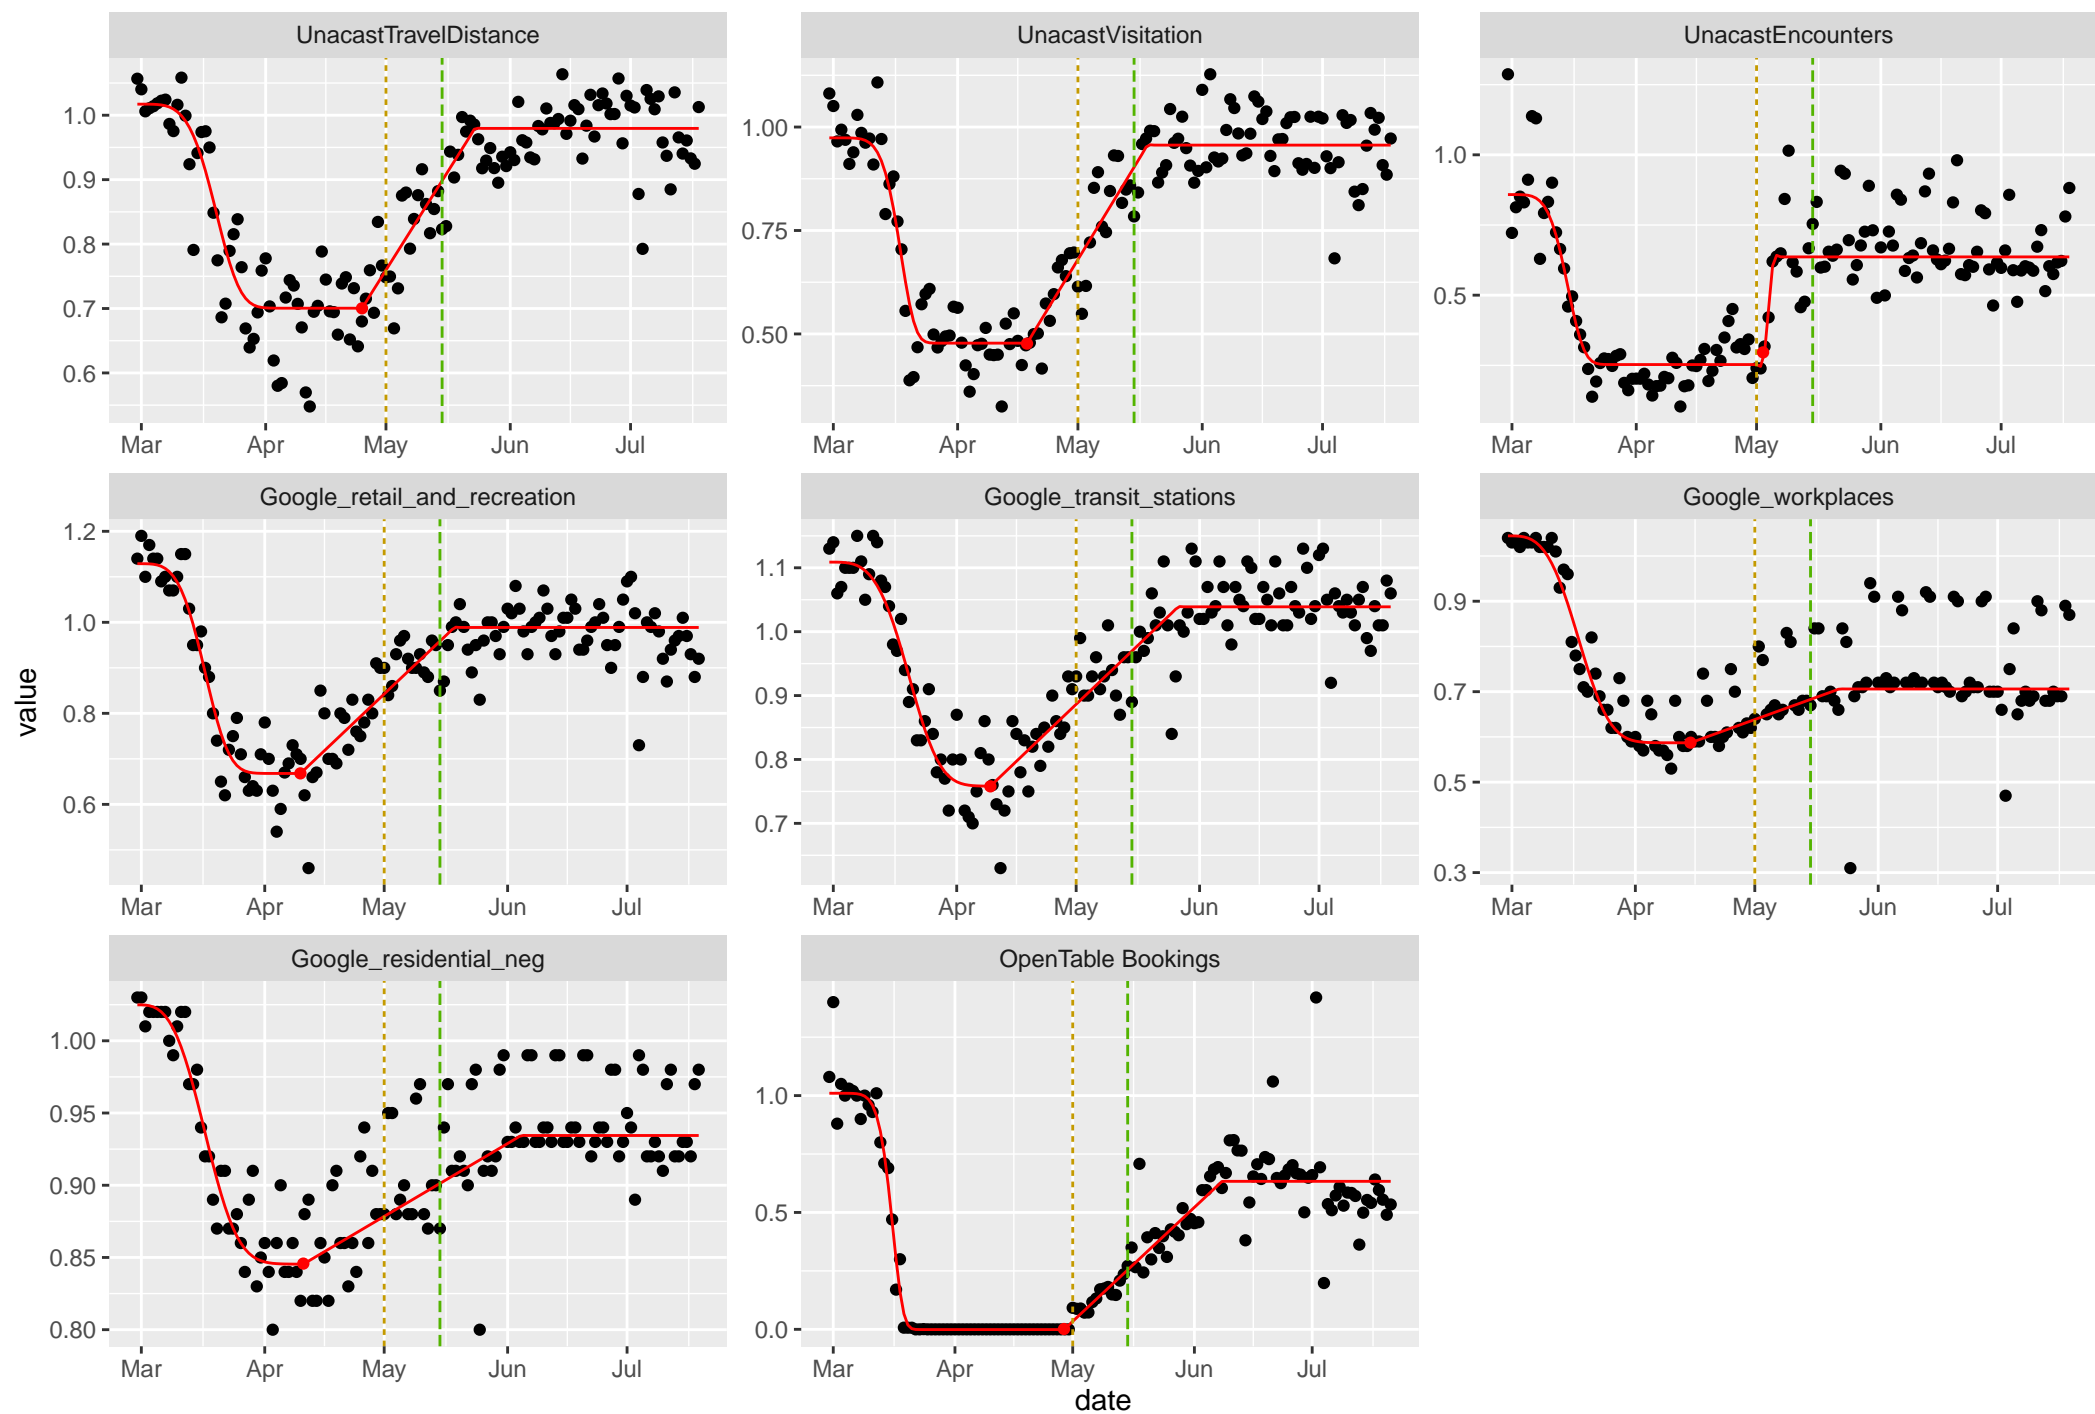 UnacastTravelDistance
UnacastVisitation
UnacastEncounters
1.0
0.9
0.8
0.7
0.6
1.00
0.75
0.50
1.0
0.5
Mar Apr May Jun Jul
Mar Apr May Jun Jul
Mar Apr May Jun Jul
Google_retail_and_recreation
Google_transit_stations
Google_workplaces
value
1.2
1.0
0.8
0.6
1.1
1.0
0.9
0.8
0.7
0.9
0.7
0.5
0.3
Mar Apr May Jun Jul
Mar Apr May Jun Jul
Mar Apr May Jun Jul
Google_residential_neg
OpenTable Bookings
1.00
0.95
0.90
0.85
0.80
1.0
0.5
0.0
Mar Apr May Jun Jul
Mar Apr May Jun Jul
date